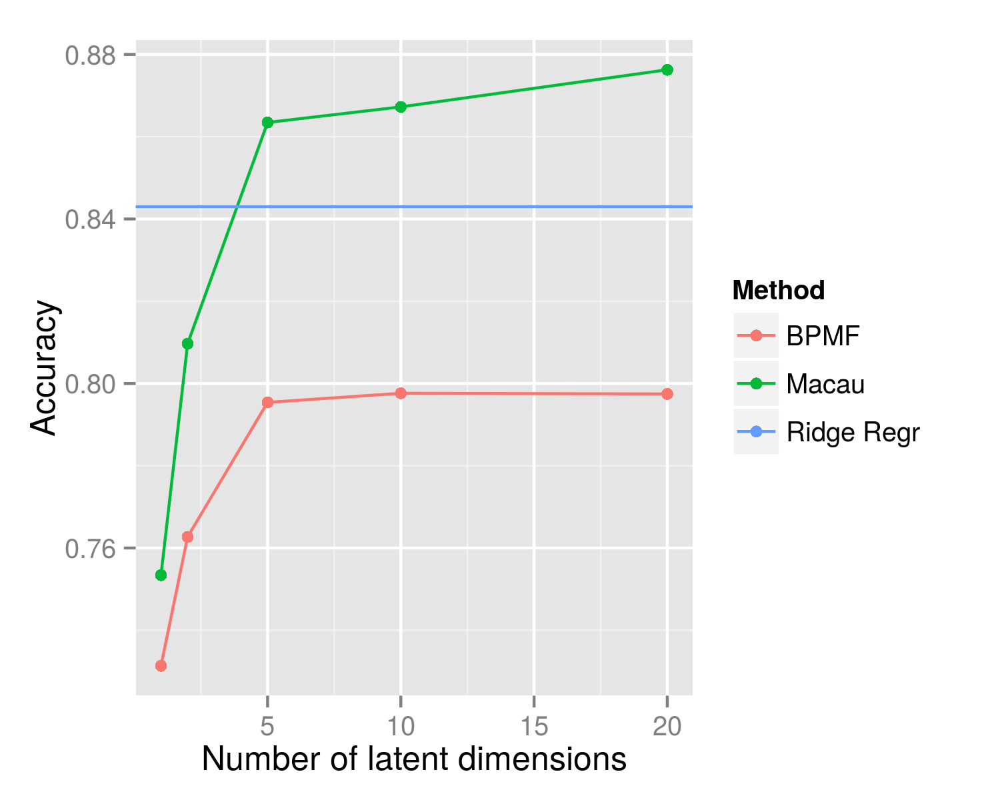 0.88
0.84
0.80
0.76
Accuracy
5 10 15 20
Number of latent dimensions
Method
BPMF
Macau
Ridge Regr